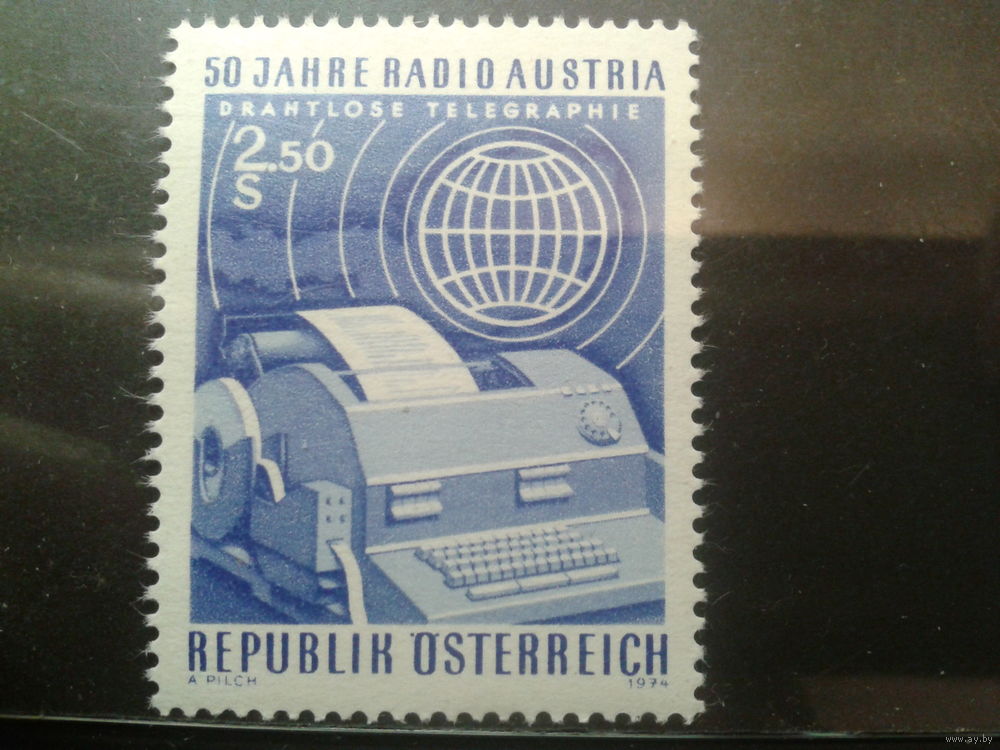 50 JAHRE RADIO AUSTRIA
DRAHTLOSE TELEGRAPHIE
2.50
S
REPUBLIK ÖSTERREICH
A. PILCH 1974
www.ay.by